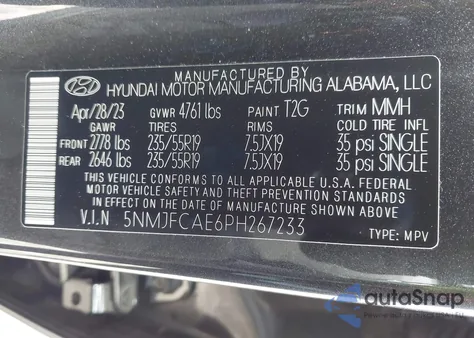 MANUFACTURED BY
HYUNDAI MOTOR MANUFACTURING ALABAMA, LLC
Apr/28/23 GVWR 4761 lbs PAINT T2G TRIM MMH
GAWR TIRES RIMS COLD TIRE INFL
FRONT 2778 lbs 235/55R19 7.5JX19 35 psi SINGLE
REAR 2646 lbs 235/55R19 7.5JX19 35 psi SINGLE
THIS VEHICLE CONFORMS TO ALL APPLICABLE U.S.A. FEDERAL
MOTOR VEHICLE SAFETY AND THEFT PREVENTION STANDARDS
IN EFFECT ON THE DATE OF MANUFACTURE SHOWN ABOVE.
V.I.N 5NMJFCAE6PH267233
TYPE: MPV
autoSnap